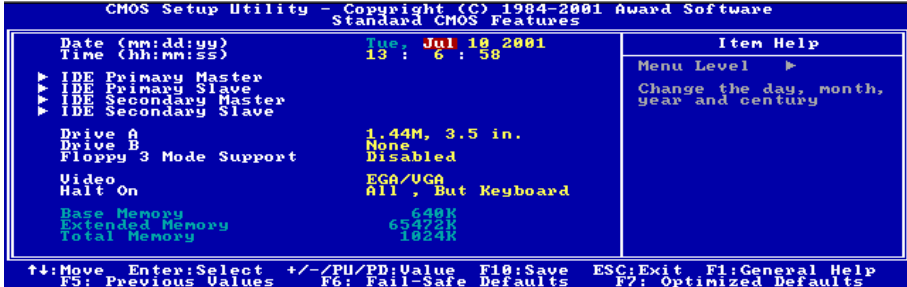 CMOS Setup Utility - Copyright (C) 1984-2001 Award Software
Standard CMOS Features
Date (mm:dd:yy) Tue, Jul 10 2001
Time (hh:mm:ss) 13 : 6 : 58
► IDE Primary Master
► IDE Primary Slave
► IDE Secondary Master
► IDE Secondary Slave
Drive A 1.44M, 3.5 in.
Drive B None
Floppy 3 Mode Support Disabled
Video EGA/VGA
Halt On All , But Keyboard
Base Memory 640K
Extended Memory 65472K
Total Memory 1024K
Item Help
Menu Level ►
Change the day, month,
year and century
↑↓:Move Enter:Select +/-/PU/PD:Value F10:Save ESC:Exit F1:General Help
F5: Previous Values F6: Fail-Safe Defaults F7: Optimized Defaults